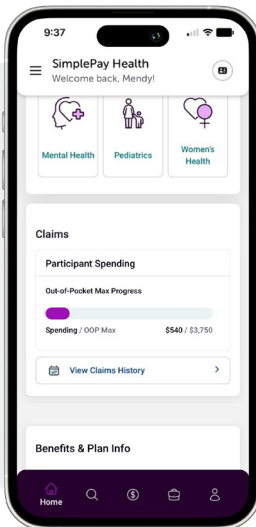 9:37
SimplePay Health
Welcome back, Mendy!
Mental Health
Pediatrics
Women's
Health
Claims
Participant Spending
Out-of-Pocket Max Progress
Spending / OOP Max $540 / $3,750
View Claims History
Benefits & Plan Info
Home